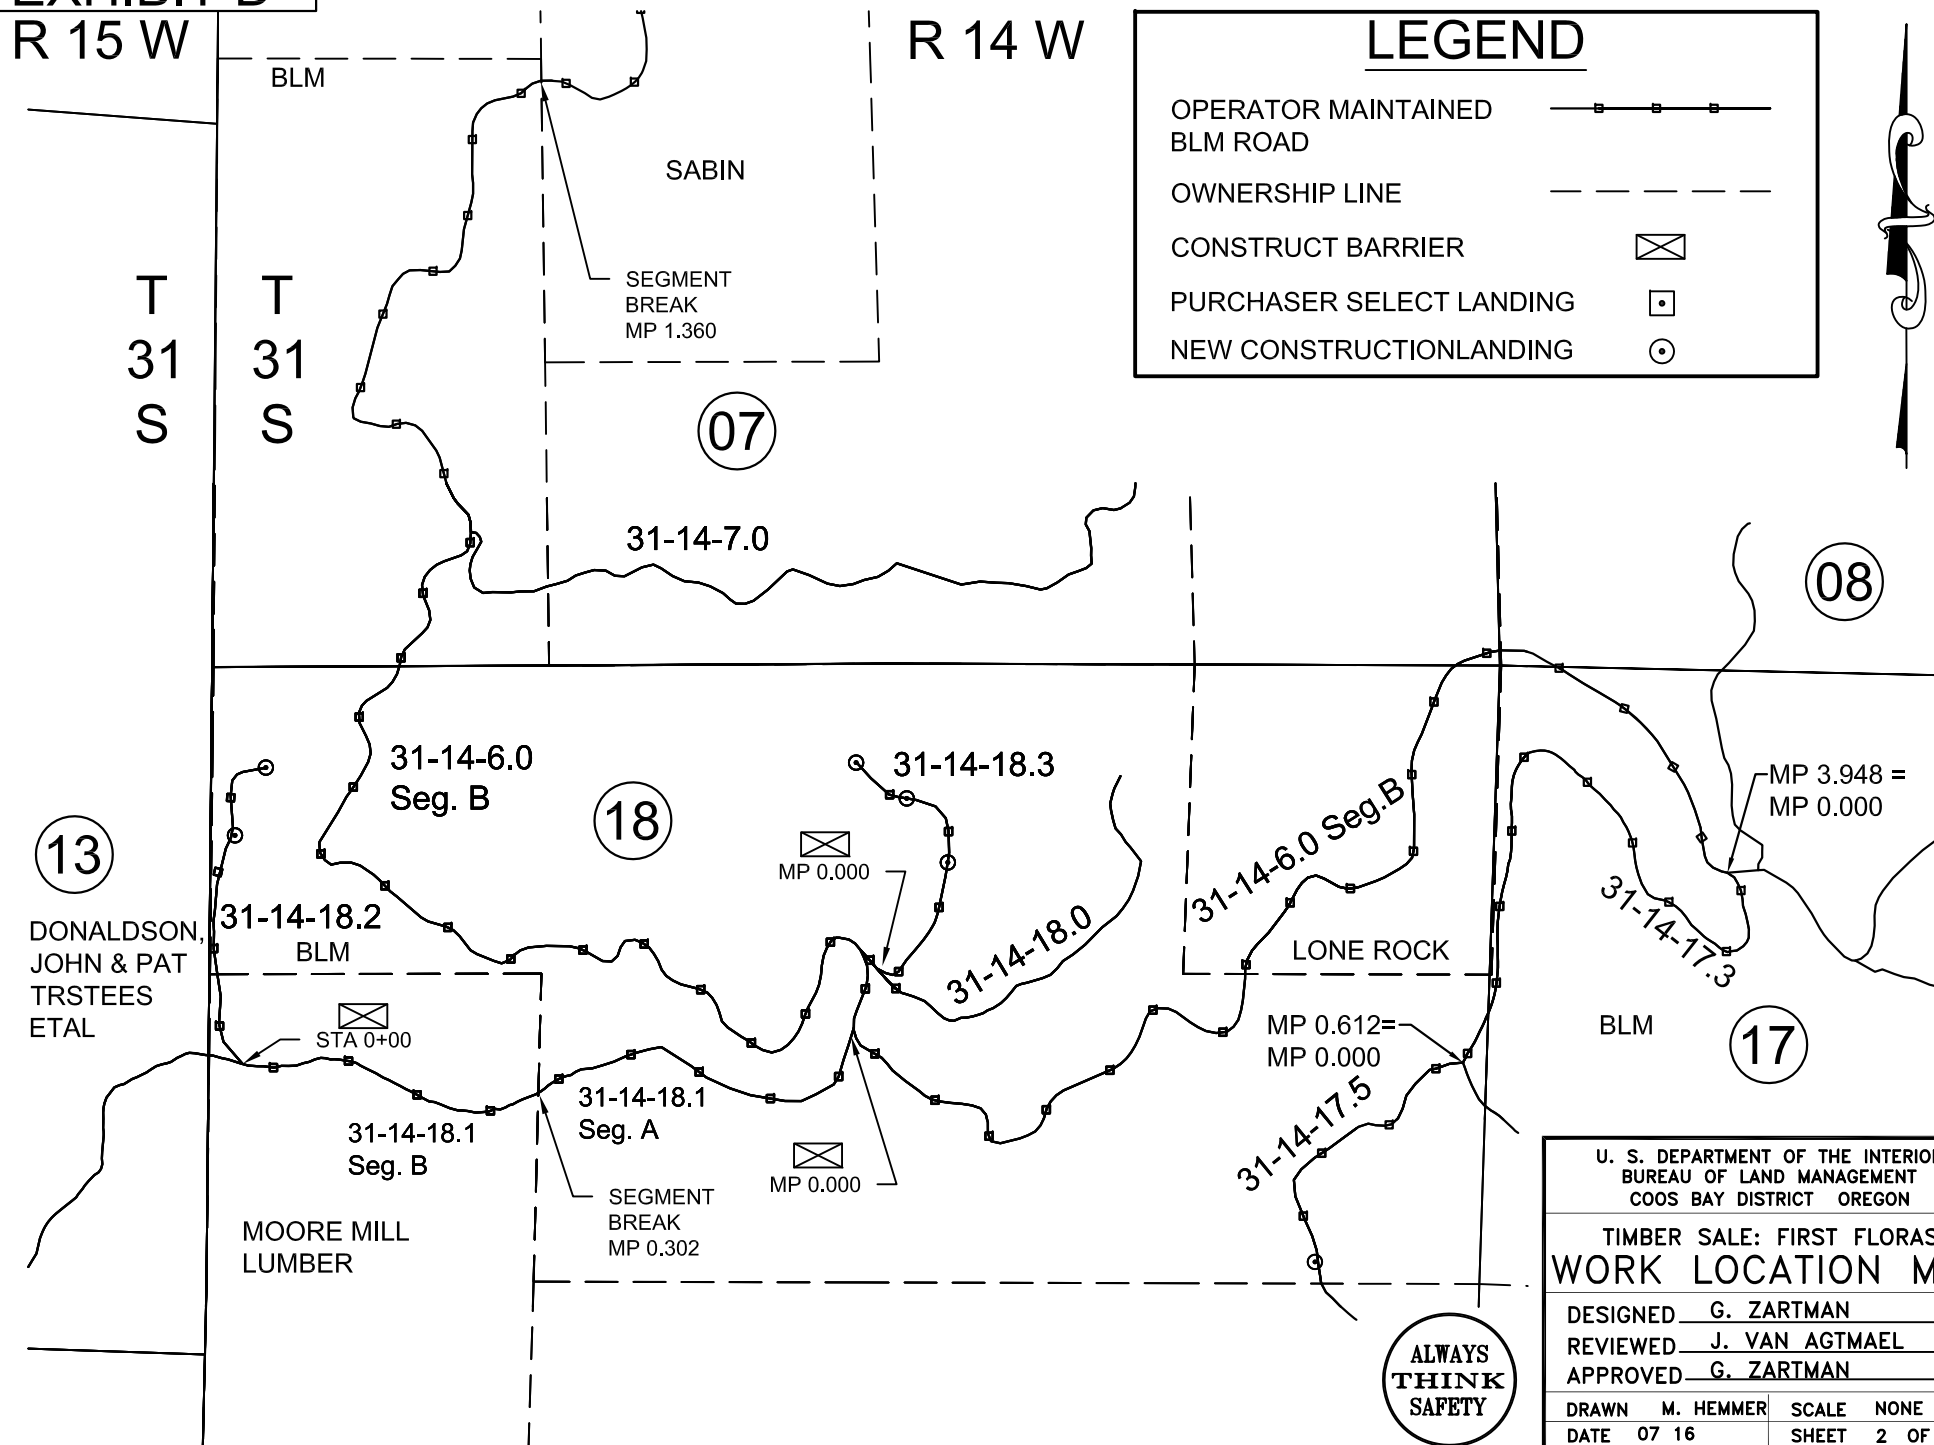 R 15 W
R 14 W
BLM
SABIN
SEGMENT
BREAK
MP 1.360
T
31
S
T
31
S
LEGEND
OPERATOR MAINTAINED
BLM ROAD
OWNERSHIP LINE
CONSTRUCT BARRIER
PURCHASER SELECT LANDING
NEW CONSTRUCTIONLANDING
07
31-14-7.0
08
31-14-6.0
Seg. B
18
31-14-18.3
MP 0.000
31-14-6.0 Seg.B
MP 3.948 =
MP 0.000
13
DONALDSON,
JOHN & PAT
TRSTEES
ETAL
31-14-18.2
BLM
STA 0+00
31-14-18.0
LONE ROCK
31-14-17.3
MP 0.612=
MP 0.000
BLM
17
31-14-18.1
Seg. A
31-14-18.1
Seg. B
MP 0.000
31-14-17.5
SEGMENT
BREAK
MP 0.302
MOORE MILL
LUMBER
ALWAYS
THINK
SAFETY
U. S. DEPARTMENT OF THE INTERIOR
BUREAU OF LAND MANAGEMENT
COOS BAY DISTRICT OREGON
TIMBER SALE: FIRST FLORAS
WORK LOCATION M
DESIGNED G. ZARTMAN
REVIEWED J. VAN AGTMAEL
APPROVED G. ZARTMAN
DRAWN M. HEMMER SCALE NONE
DATE 07 16 SHEET 2 OF